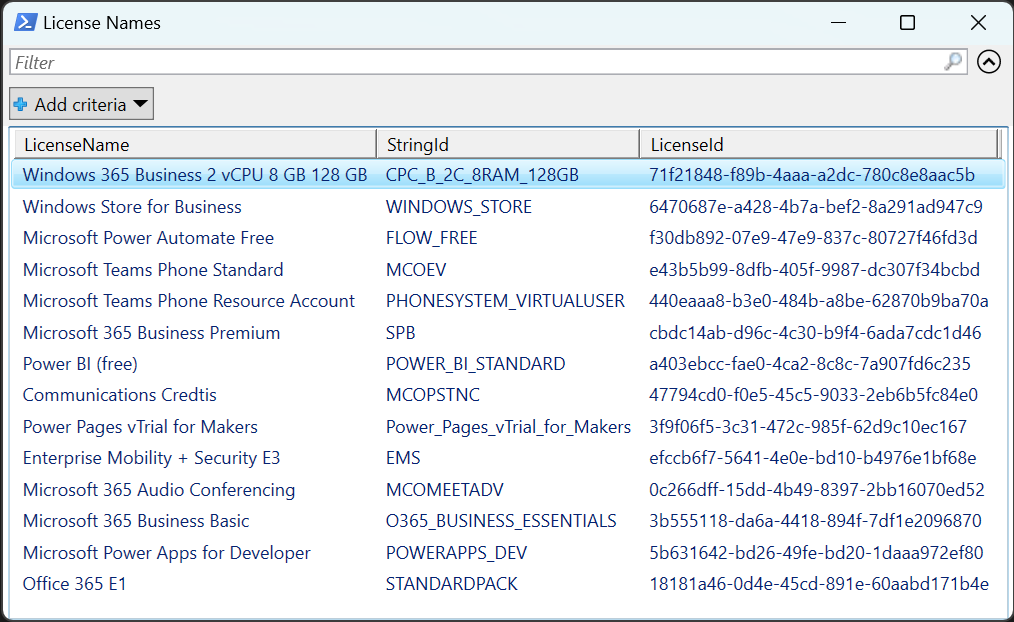 License Names
Filter
Add criteria
LicenseName StringId LicenseId
Windows 365 Business 2 vCPU 8 GB 128 GB CPC_B_2C_8RAM_128GB 71f21848-f89b-4aaa-a2dc-780c8e8aac5b
Windows Store for Business WINDOWS_STORE 6470687e-a428-4b7a-bef2-8a291ad947c9
Microsoft Power Automate Free FLOW_FREE f30db892-07e9-47e9-837c-80727f46fd3d
Microsoft Teams Phone Standard MCOEV e43b5b99-8dfb-405f-9987-dc307f34bcbd
Microsoft Teams Phone Resource Account PHONESYSTEM_VIRTUALUSER 440eaaa8-b3e0-484b-a8be-62870b9ba70a
Microsoft 365 Business Premium SPB cbdc14ab-d96c-4c30-b9f4-6ada7cdc1d46
Power BI (free) POWER_BI_STANDARD a403ebcc-fae0-4ca2-8c8c-7a907fd6c235
Communications Credtis MCOPSTNC 47794cd0-f0e5-45c5-9033-2eb6b5fc84e0
Power Pages vTrial for Makers Power_Pages_vTrial_for_Makers 3f9f06f5-3c31-472c-985f-62d9c10ec167
Enterprise Mobility + Security E3 EMS efccb6f7-5641-4e0e-bd10-b4976e1bf68e
Microsoft 365 Audio Conferencing MCOMEETADV 0c266dff-15dd-4b49-8397-2bb16070ed52
Microsoft 365 Business Basic O365_BUSINESS_ESSENTIALS 3b555118-da6a-4418-894f-7df1e2096870
Microsoft Power Apps for Developer POWERAPPS_DEV 5b631642-bd26-49fe-bd20-1daaa972ef80
Office 365 E1 STANDARDPACK 18181a46-0d4e-45cd-891e-60aabd171b4e